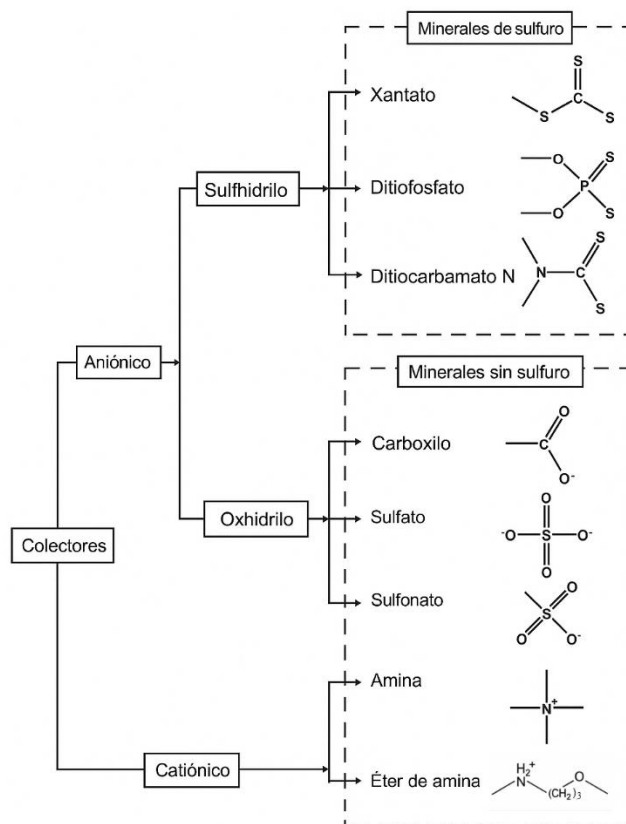 Minerales de sulfuro
Xantato
S
C
S
S
Sulfhidrilo
Ditiofosfato
O
S
P
O
S
Ditiocarbamato N
S
N
C
S
Aniónico
Minerales sin sulfuro
Carboxilo
O
C
O-
Oxhidrilo
Sulfato
O
-O
S
O-
O
Colectores
Sulfonato
S
O
O
O-
Amina
N+
Catiónico
Éter de amina
H2+
N
(CH2)3
O